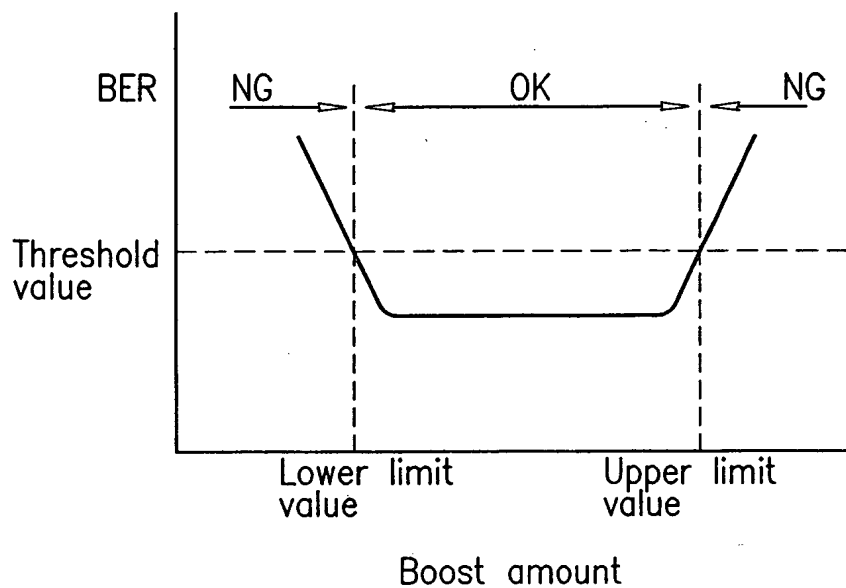 BER
NG
OK
NG
Threshold
value
Lower limit
value
Upper limit
value
Boost amount